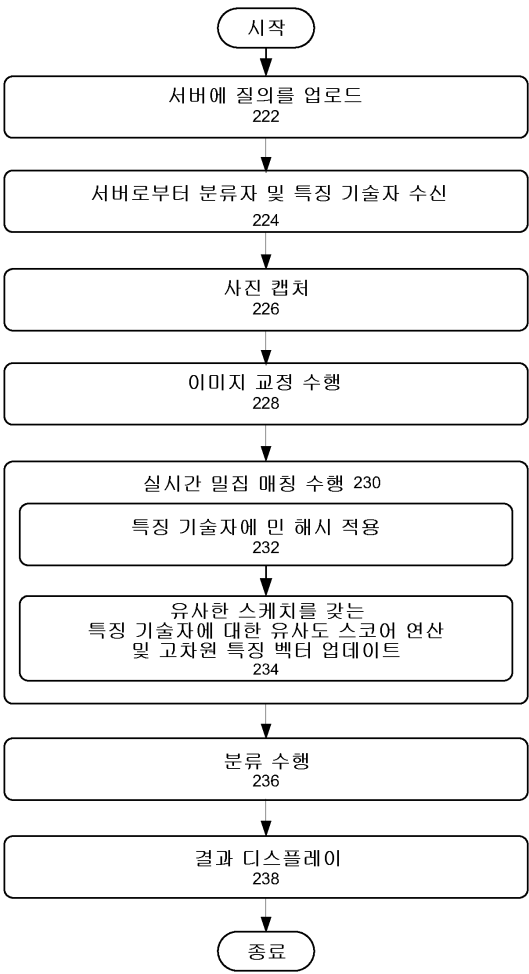 시작
서버에 질의를 업로드
222
서버로부터 분류자 및 특징 기술자 수신
224
사진 캡처
226
이미지 교정 수행
228
실시간 밀집 매칭 수행 230
특징 기술자에 민 해시 적용
232
유사한 스케치를 갖는
특징 기술자에 대한 유사도 스코어 연산
및 고차원 특징 벡터 업데이트
234
분류 수행
236
결과 디스플레이
238
종료